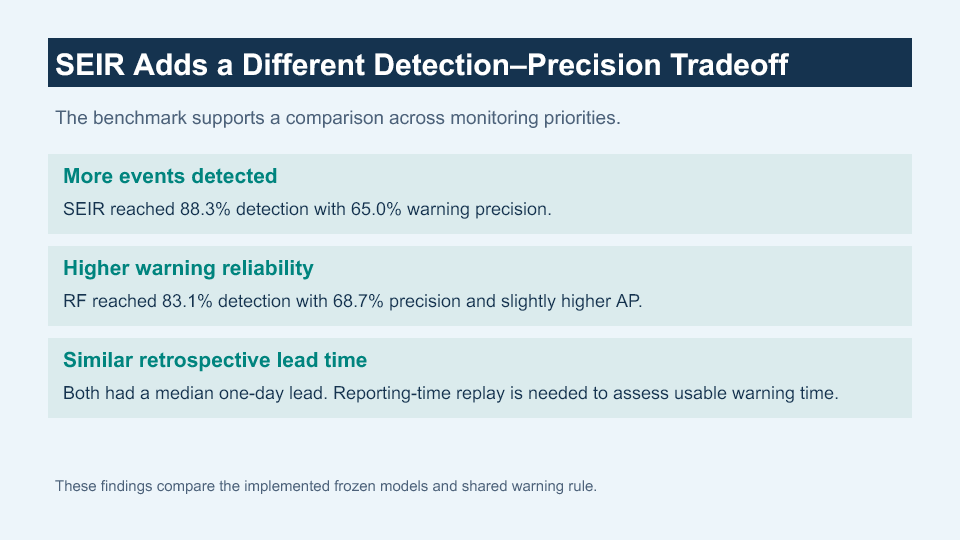 SEIR Adds a Different Detection–Precision Tradeoff
The benchmark supports a comparison across monitoring priorities.
More events detected
SEIR reached 88.3% detection with 65.0% warning precision.
Higher warning reliability
RF reached 83.1% detection with 68.7% precision and slightly higher AP.
Similar retrospective lead time
Both had a median one-day lead. Reporting-time replay is needed to assess usable warning time.
These findings compare the implemented frozen models and shared warning rule.